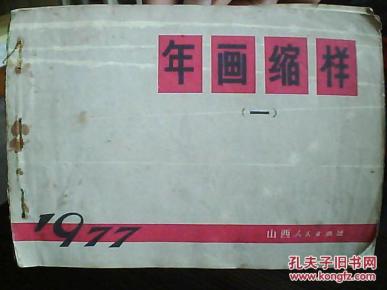 年画缩样
(一)
1977
山西人民出版社
孔夫子旧书网